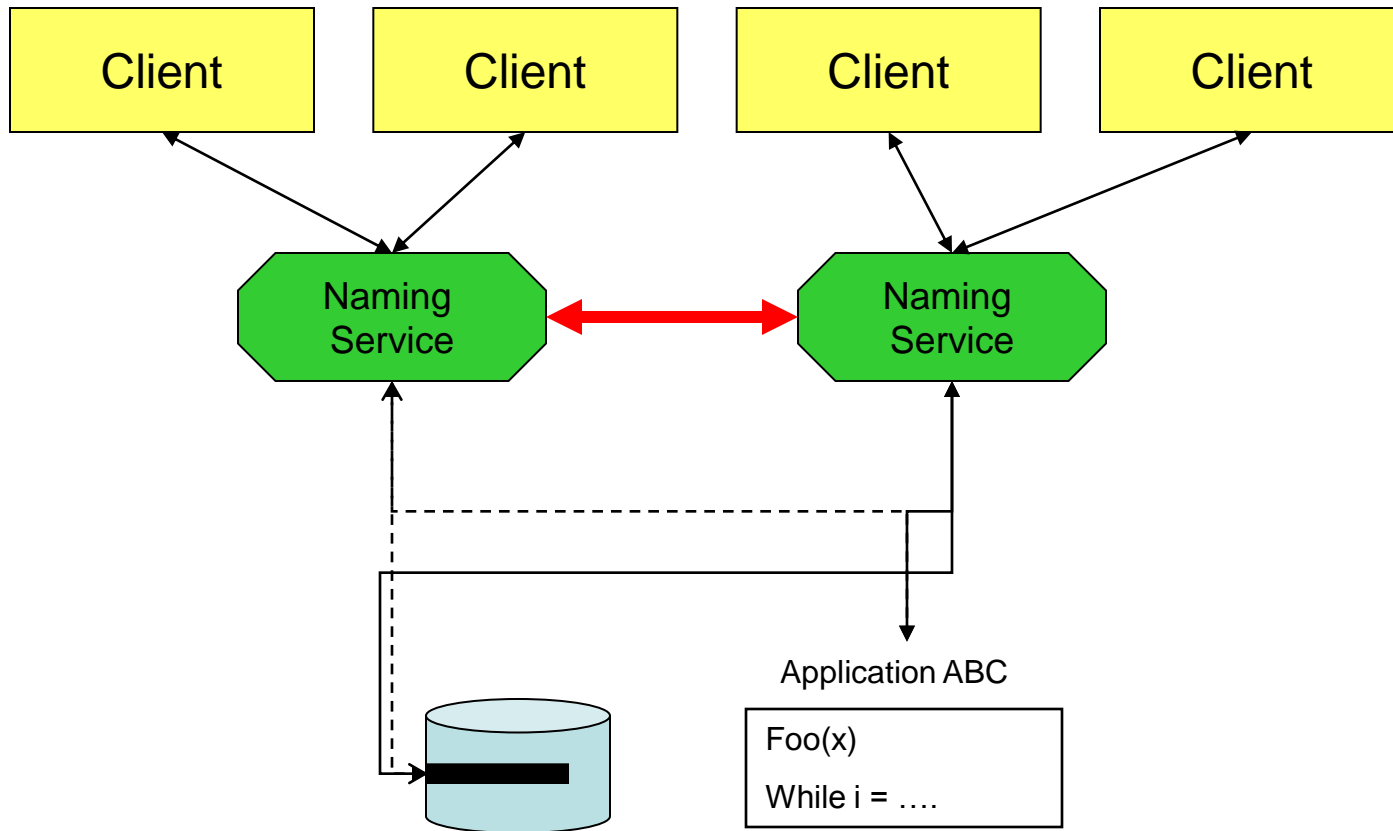 Client
Client
Client
Client
Naming
Service
Naming
Service
Application ABC
Foo(x)
While i = ….